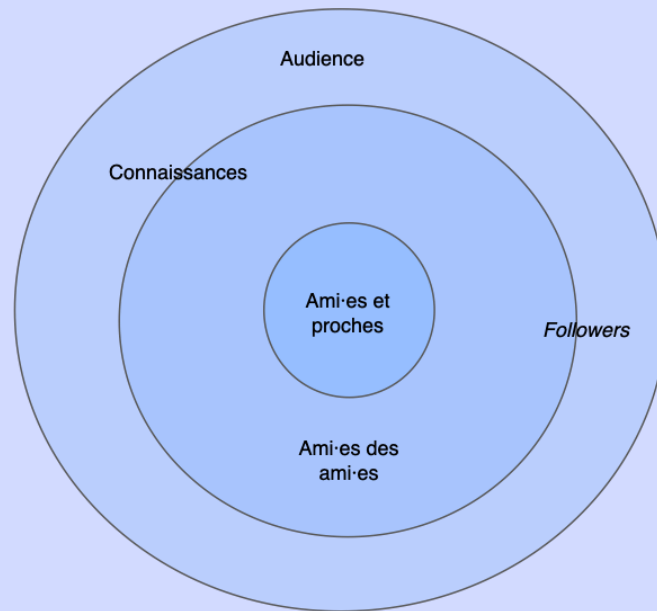 Audience
Connaissances
Ami·es et
proches
Followers
Ami·es des
ami·es